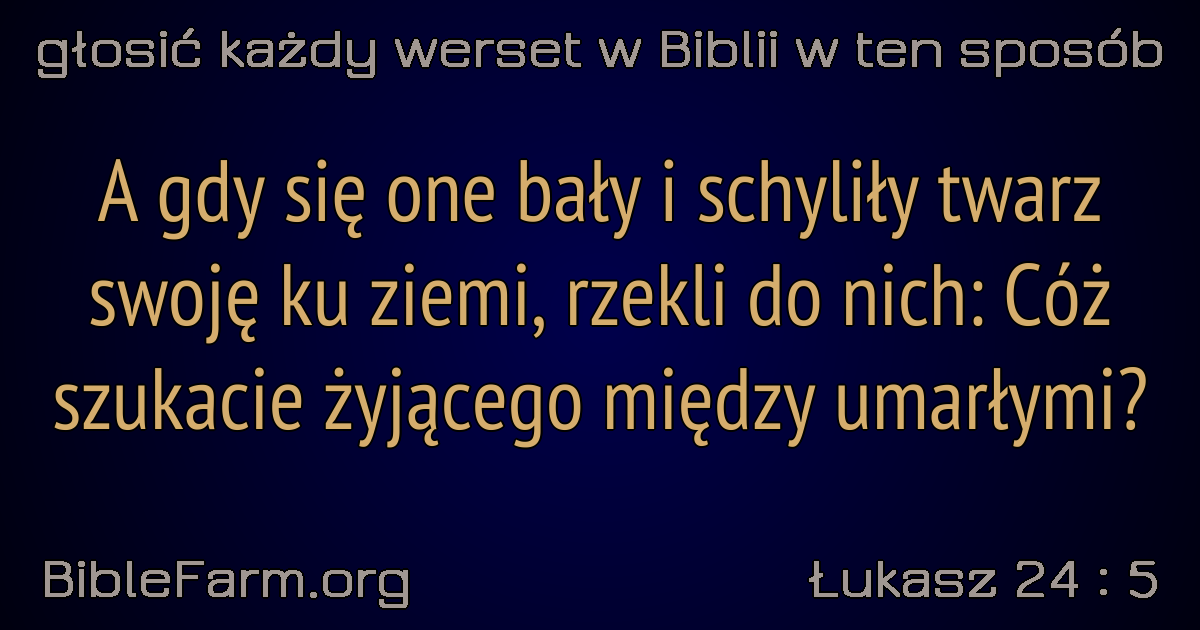 głosić każdy werset w Biblii w ten sposób
A gdy się one bały i schyliły twarz
swoję ku ziemi, rzekli do nich: Cóż
szukacie żyjącego między umarłymi?
BibleFarm.org
Łukasz 24 : 5